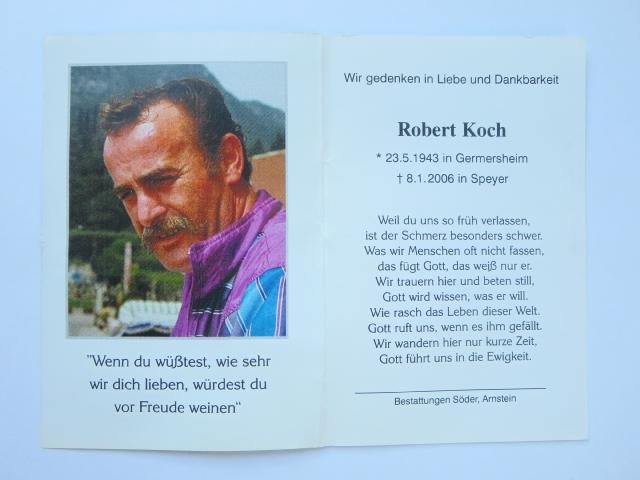 "Wenn du wüßtest, wie sehr
wir dich lieben, würdest du
vor Freude weinen"
Wir gedenken in Liebe und Dankbarkeit
Robert Koch
* 23.5.1943 in Germersheim
† 8.1.2006 in Speyer
Weil du uns so früh verlassen,
ist der Schmerz besonders schwer.
Was wir Menschen oft nicht fassen,
das fügt Gott, das weiß nur er.
Wir trauern hier und beten still,
Gott wird wissen, was er will.
Wie rasch das Leben dieser Welt.
Gott ruft uns, wenn es ihm gefällt.
Wir wandern hier nur kurze Zeit,
Gott führt uns in die Ewigkeit.
Bestattungen Söder, Arnstein